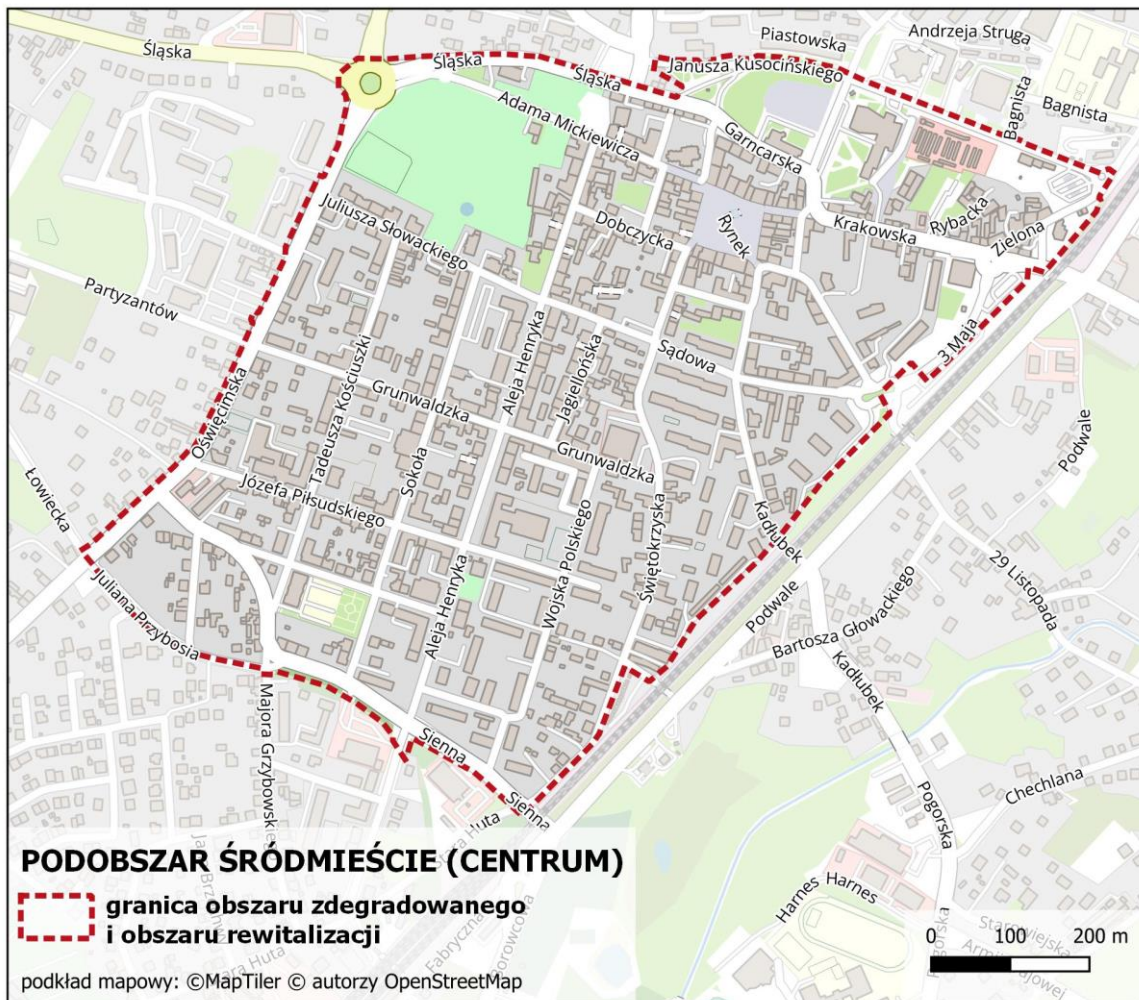 Śląska
Śląska
Śląska
Piastowska
Andrzeja Struga
Janusza Kusocińskiego
Bagnista
Bagnista
Adama Mickiewicza
Garncarska
Juliusza Słowackiego
Dobczycka
Rynek
Krakowska
Rybacka
Zielona
Partyzantów
3 Maja
Sądowa
Tadeusza Kościuszki
Aleja Henryka
Jagiellońska
Grunwaldzka
Oświęcimska
Grunwaldzka
Podwale
Łowiecka
Sokoła
Józefa Piłsudskiego
Wojska Polskiego
Świętokrzyska
Kadłubek
Juliana Przybosia
Aleja Henryka
Podwale
29 Listopada
Bartosza Głowackiego
Kadłubek
Majora Grzybowskiego
Sienna
Sienna
Pogorska
Chechlana
Huta
Harnes
Harnes
Pogorska
Fabryczna
PODOBSZAR ŚRÓDMIEŚCIE (CENTRUM)
granica obszaru zdegradowanego
i obszaru rewitalizacji
0 100 200 m
podkład mapowy: ©MapTiler © autorzy OpenStreetMap